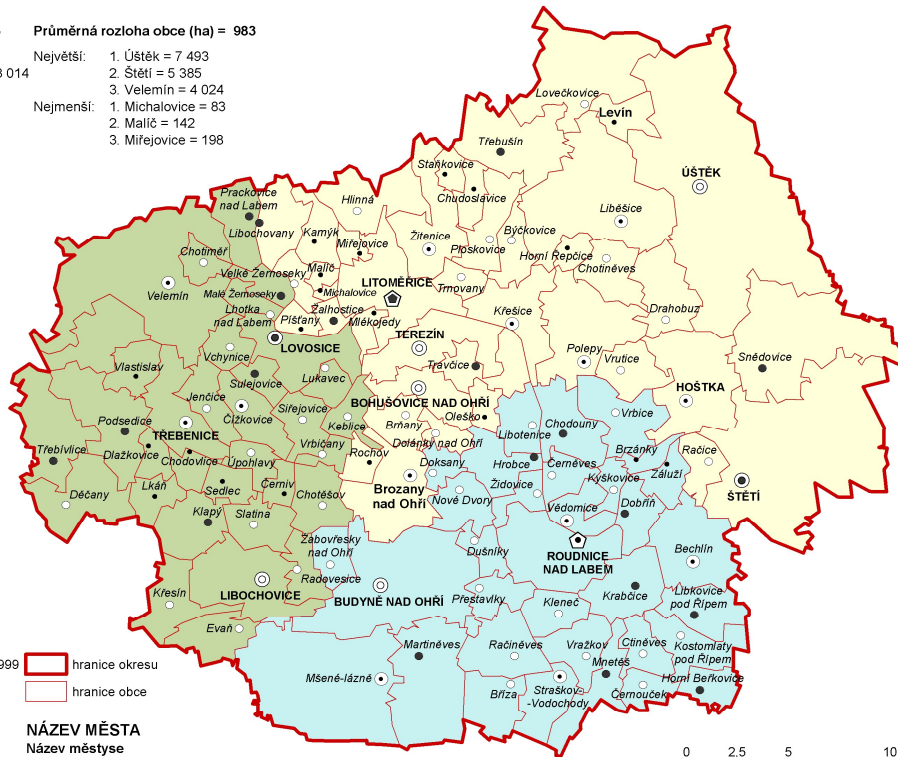 Průměrná rozloha obce (ha) = 983
Největší: 1. Úštěk = 7 493
3 014
2. Štětí = 5 385
3. Velemín = 4 024
Nejmenší: 1. Michalovice = 83
2. Malíč = 142
3. Miřejovice = 198
Lovečkovice
Levín
Třebušín
Staňkovice
ÚŠTĚK
Chudoslavice
Prackovice
nad Labem
Hlinná
Liběšice
Libochovany
Kamýk
Žitenice
Býčkovice
Miřejovice
Ploskovice
Chotiměř
Horní Řepčice
Chotiněves
Velké Žernoseky
Malíč
LITOMĚŘICE
Trnovany
Velemín
Malé Žernoseky
Michalovice
Lhotka
nad Labem
Píšťany
Žalhostice
Mlékojedy
Křešice
Drahobuz
TEREZÍN
LOVOSICE
Vchynice
Travčice
Polepy
Vrutice
Snědovice
Vlastislav
Sulejovice
Lukavec
HOŠTKA
Jenčice
BOHUŠOVICE NAD OHŘÍ
Čížkovice
Siřejovice
Keblice
Brňany
Oleško
Vrbice
Podsedice
TŘEBENICE
Dolánky nad Ohří
Libotenice
Chodouny
Vrbičany
Třebívlice
Dlažkovice
Chodovice
Úpohlavy
Rochov
Doksany
Hrobce
Černěves
Brzánky
Račice
Záluží
Děčany
Lkáň
Sedlec
Černiv
Chotěšov
Brozany
nad Ohří
Nové Dvory
Židovice
Kyškovice
ŠTĚTÍ
Klapý
Slatina
Vědomice
Dobříň
Žabovřesky
nad Ohří
Dušníky
ROUDNICE
NAD LABEM
Bechlín
Radovesice
LIBOCHOVICE
BUDYNĚ NAD OHŘÍ
Přestavlky
Křesín
Kleneč
Krabčice
Libkovice
pod Řípem
Evaň
Martiněves
Račiněves
Vražkov
Ctiněves
Kostomlaty
pod Řípem
Mnetěš
Mšené-lázně
Bříza
Straškov-
-Vodochody
Černouček
Horní Beřkovice
999
hranice okresu
hranice obce
NÁZEV MĚSTA
Název městyse
0 2.5 5 10